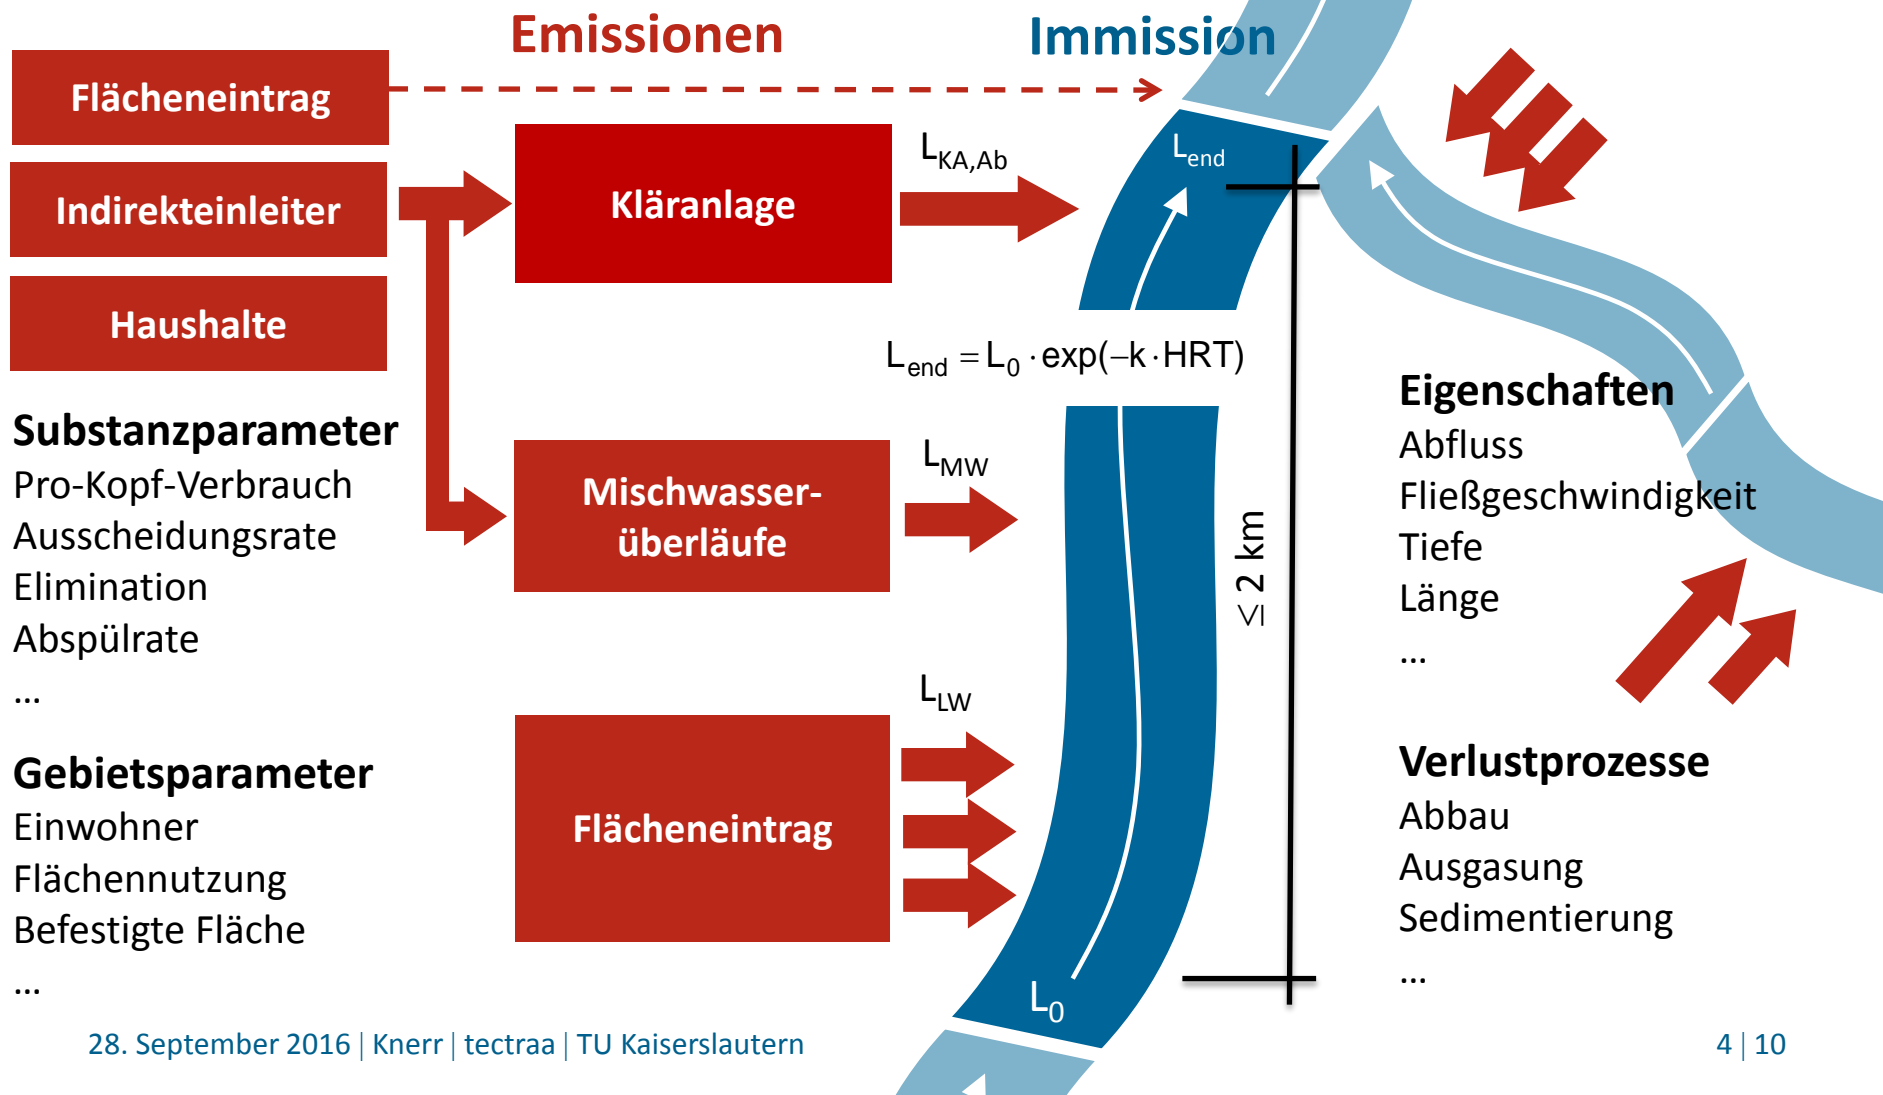 Emissionen
Immission
Flächeneintrag
Indirekteinleiter
Haushalte
Kläranlage
L_KA,Ab
L_end
L_end = L_0 · exp(−k · HRT)
Substanzparameter
Pro-Kopf-Verbrauch
Ausscheidungsrate
Elimination
Abspülrate
...
Mischwasser-
überläufe
L_MW
≤ 2 km
Eigenschaften
Abfluss
Fließgeschwindigkeit
Tiefe
Länge
...
Gebietsparameter
Einwohner
Flächennutzung
Befestigte Fläche
...
Flächeneintrag
L_LW
L_0
Verlustprozesse
Abbau
Ausgasung
Sedimentierung
...
28. September 2016 | Knerr | tectraa | TU Kaiserslautern
4 | 10